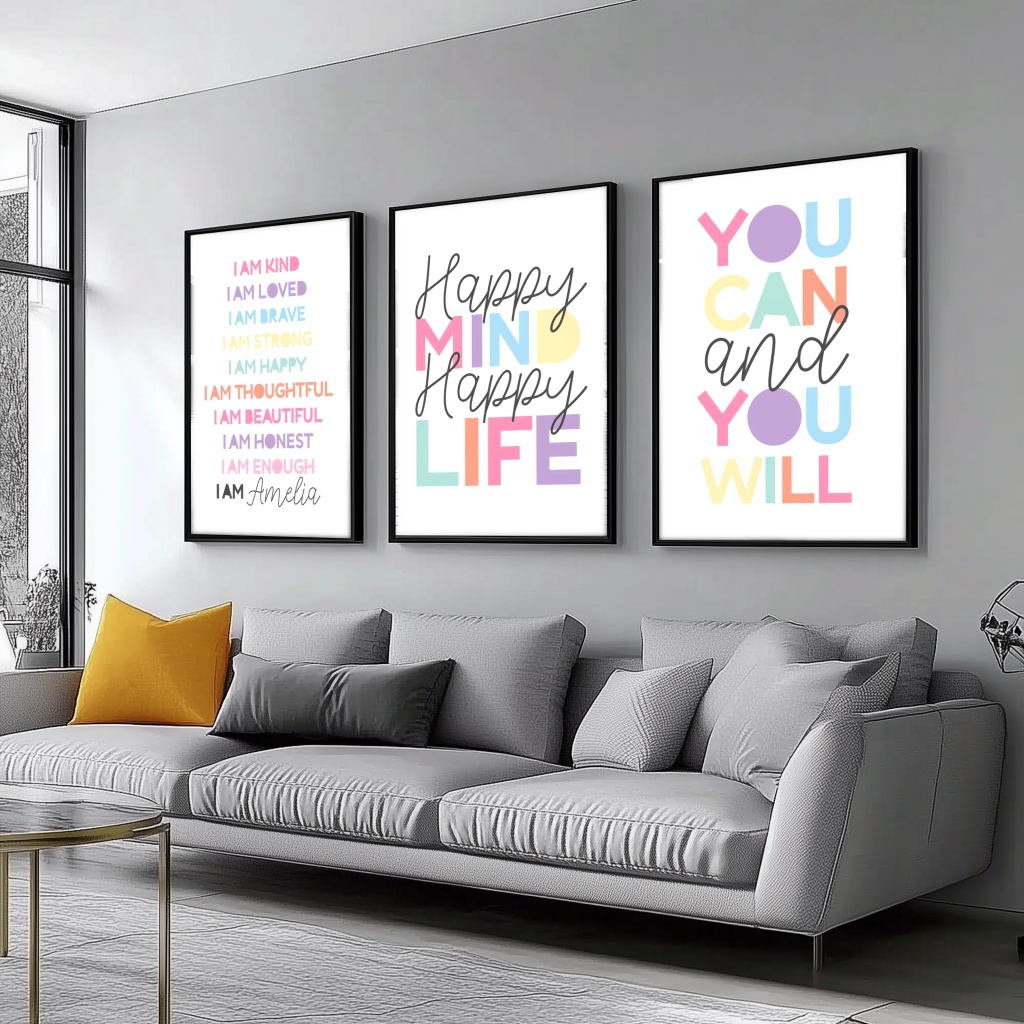 I AM KIND
I AM LOVED
I AM BRAVE
I AM STRONG
I AM HAPPY
I AM THOUGHTFUL
I AM BEAUTIFUL
I AM HONEST
I AM ENOUGH
I AM Amelia
Happy
MIND
Happy
LIFE
YOU
CAN
and
YOU
WILL